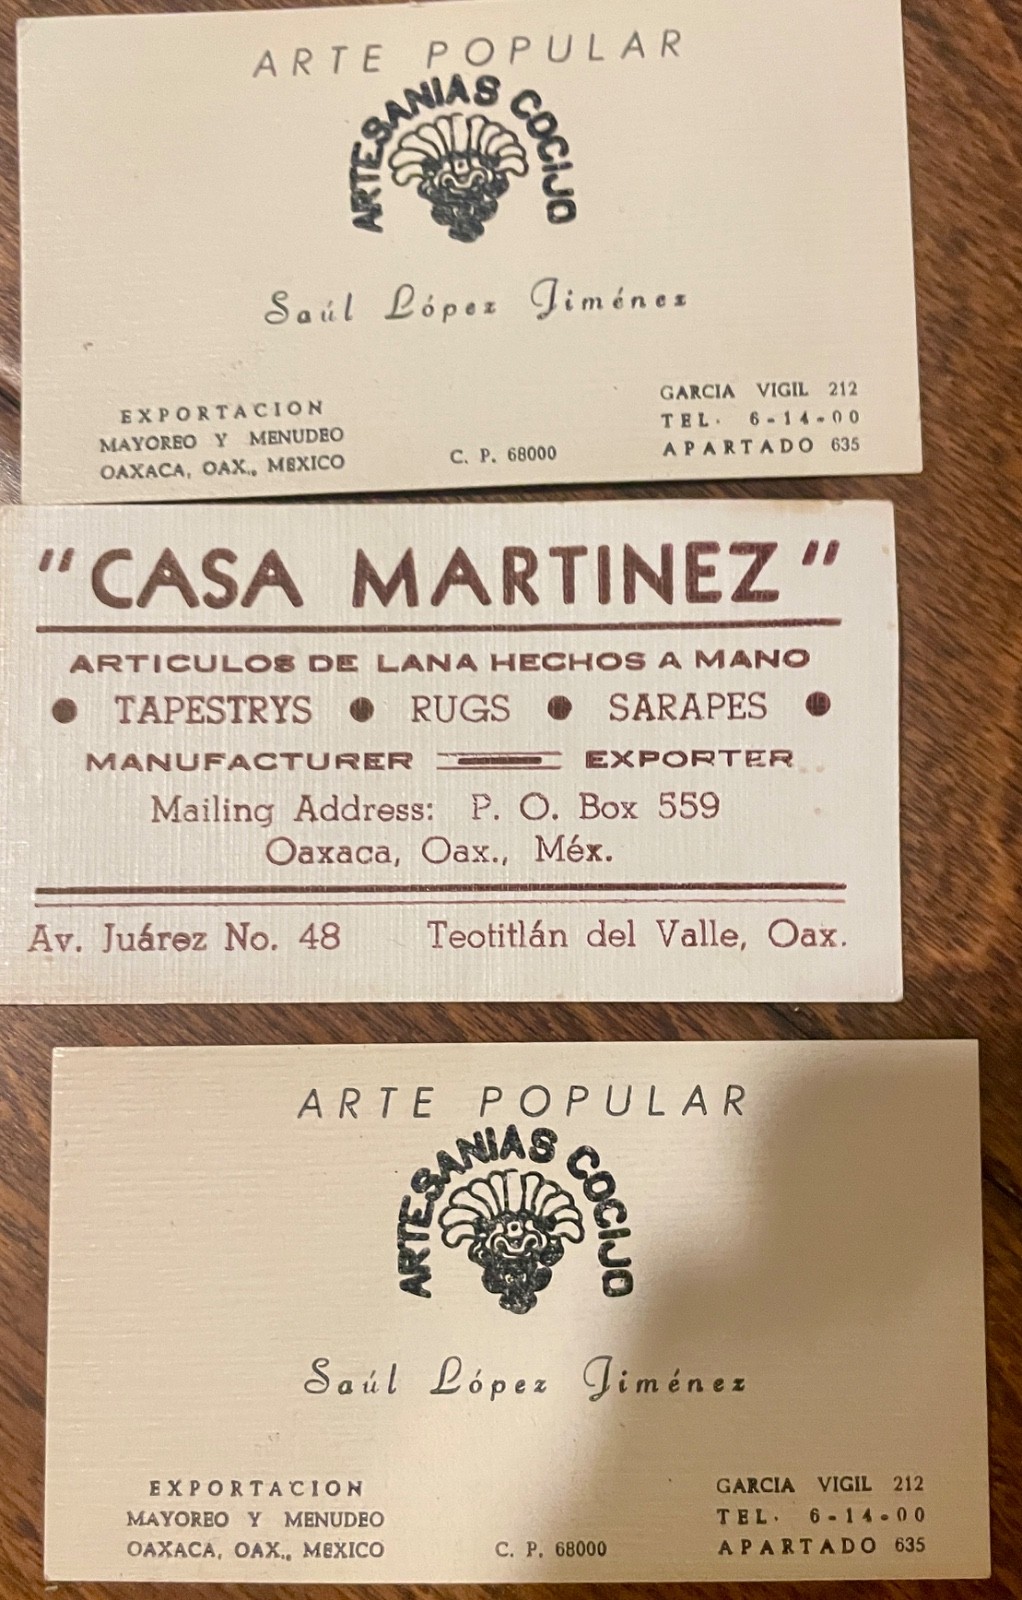 ARTE POPULAR
ARTESANIAS COCIJO
Saúl López Jiménez
EXPORTACION
MAYOREO Y MENUDEO
OAXACA, OAX., MEXICO
C. P. 68000
GARCIA VIGIL 212
TEL. 6-14-00
APARTADO 635
"CASA MARTINEZ"
ARTICULOS DE LANA HECHOS A MANO
● TAPESTRYS ● RUGS ● SARAPES ●
MANUFACTURER EXPORTER
Mailing Address: P. O. Box 559
Oaxaca, Oax., Méx.
Av. Juárez No. 48 Teotitlán del Valle, Oax.
ARTE POPULAR
ARTESANIAS COCIJO
Saúl López Jiménez
EXPORTACION
MAYOREO Y MENUDEO
OAXACA, OAX., MEXICO
C. P. 68000
GARCIA VIGIL 212
TEL. 6-14-00
APARTADO 635